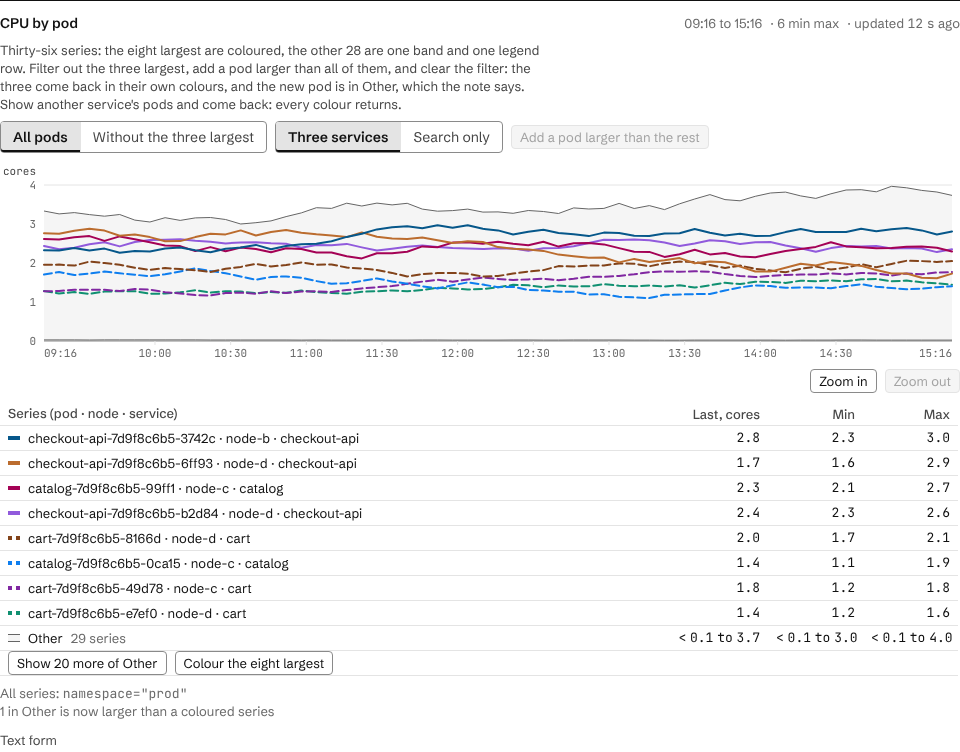 CPU by pod
09:16 to 15:16 · 6 min max · updated 12 s ago
Thirty-six series: the eight largest are coloured, the other 28 are one band and one legend
row. Filter out the three largest, add a pod larger than all of them, and clear the filter: the
three come back in their own colours, and the new pod is in Other, which the note says.
Show another service's pods and come back: every colour returns.
All pods Without the three largest Three services Search only Add a pod larger than the rest
cores
4
3
2
1
0
09:16 10:00 10:30 11:00 11:30 12:00 12:30 13:00 13:30 14:00 14:30 15:16
Zoom in Zoom out
Series (pod · node · service) Last, cores Min Max
checkout-api-7d9f8c6b5-3742c · node-b · checkout-api 2.8 2.3 3.0
checkout-api-7d9f8c6b5-6ff93 · node-d · checkout-api 1.7 1.6 2.9
catalog-7d9f8c6b5-99ff1 · node-c · catalog 2.3 2.1 2.7
checkout-api-7d9f8c6b5-b2d84 · node-d · checkout-api 2.4 2.3 2.6
cart-7d9f8c6b5-8166d · node-d · cart 2.0 1.7 2.1
catalog-7d9f8c6b5-0ca15 · node-c · catalog 1.4 1.1 1.9
cart-7d9f8c6b5-49d78 · node-c · cart 1.8 1.2 1.8
cart-7d9f8c6b5-e7ef0 · node-d · cart 1.4 1.2 1.6
Other 29 series < 0.1 to 3.7 < 0.1 to 3.0 < 0.1 to 4.0
Show 20 more of Other Colour the eight largest
All series: namespace="prod"
1 in Other is now larger than a coloured series
Text form